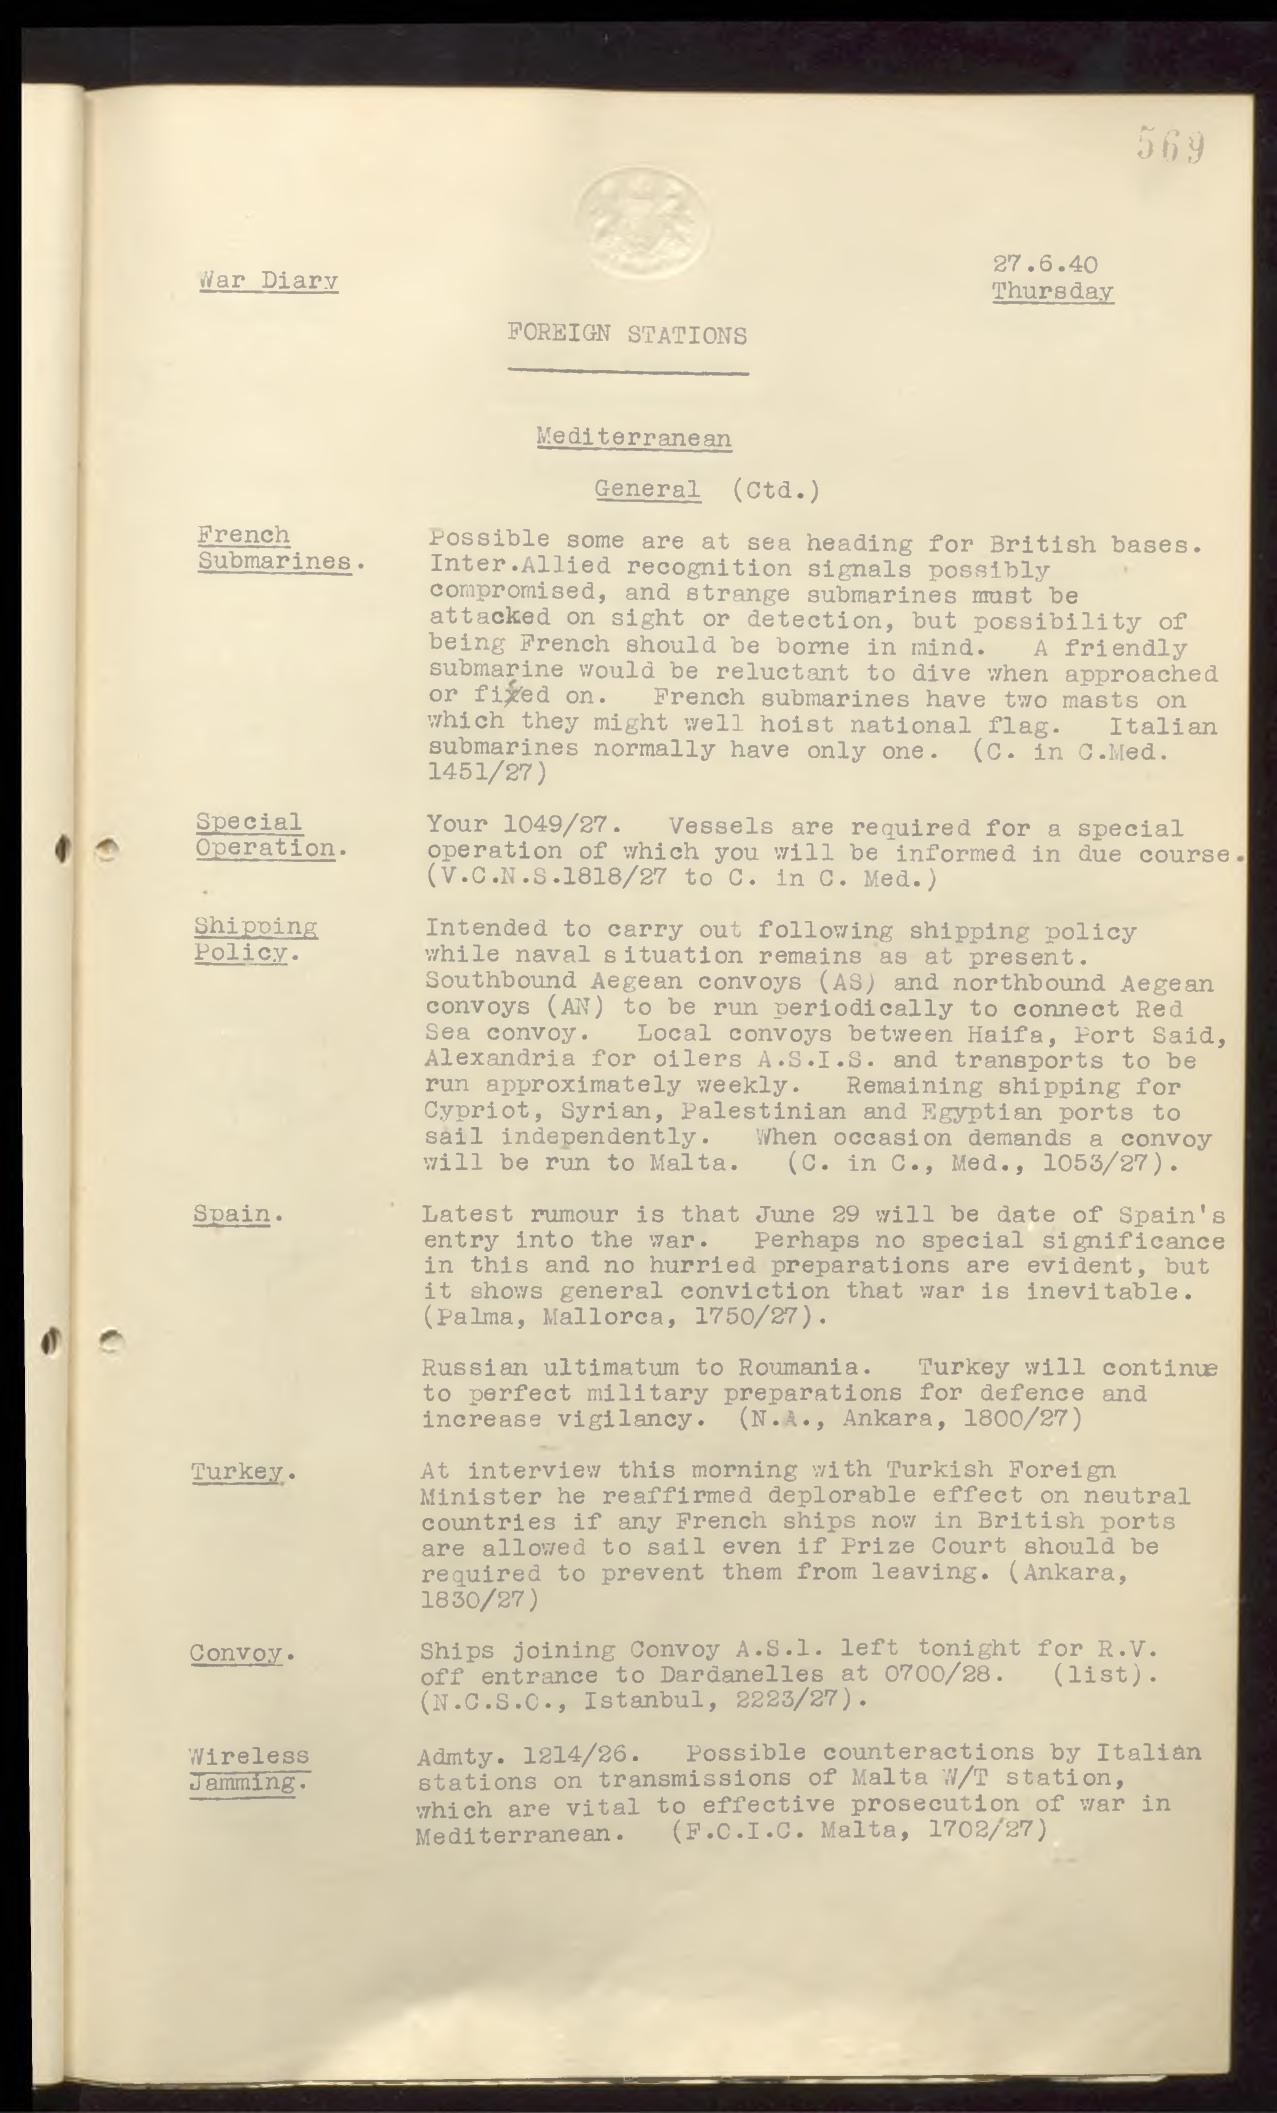 569
War Diary
27.6.40
Thursday
FOREIGN STATIONS
Mediterranean
General (Ctd.)
French
Submarines.
Possible some are at sea heading for British bases.
Inter.Allied recognition signals possibly
compromised, and strange submarines must be
attacked on sight or detection, but possibility of
being French should be borne in mind. A friendly
submarine would be reluctant to dive when approached
or fired on. French submarines have two masts on
which they might well hoist national flag. Italian
submarines normally have only one. (C. in C.Med.
1451/27)
Special
Operation.
Your 1049/27. Vessels are required for a special
operation of which you will be informed in due course.
(V.C.N.S.1818/27 to C. in C. Med.)
Shipping
Policy.
Intended to carry out following shipping policy
while naval situation remains as at present.
Southbound Aegean convoys (AS) and northbound Aegean
convoys (AN) to be run periodically to connect Red
Sea convoy. Local convoys between Haifa, Port Said,
Alexandria for oilers A.S.I.S. and transports to be
run approximately weekly. Remaining shipping for
Cypriot, Syrian, Palestinian and Egyptian ports to
sail independently. When occasion demands a convoy
will be run to Malta. (C. in C., Med., 1053/27).
Spain.
Latest rumour is that June 29 will be date of Spain's
entry into the war. Perhaps no special significance
in this and no hurried preparations are evident, but
it shows general conviction that war is inevitable.
(Palma, Mallorca, 1750/27).
Russian ultimatum to Roumania. Turkey will continue
to perfect military preparations for defence and
increase vigilancy. (N.A., Ankara, 1800/27)
Turkey.
At interview this morning with Turkish Foreign
Minister he reaffirmed deplorable effect on neutral
countries if any French ships now in British ports
are allowed to sail even if Prize Court should be
required to prevent them from leaving. (Ankara,
1830/27)
Convoy.
Ships joining Convoy A.S.1. left tonight for R.V.
off entrance to Dardanelles at 0700/28. (list).
(N.C.S.O., Istanbul, 2223/27).
Wireless
Jamming.
Admty. 1214/26. Possible counteractions by Italian
stations on transmissions of Malta W/T station,
which are vital to effective prosecution of war in
Mediterranean. (F.C.I.C. Malta, 1702/27)